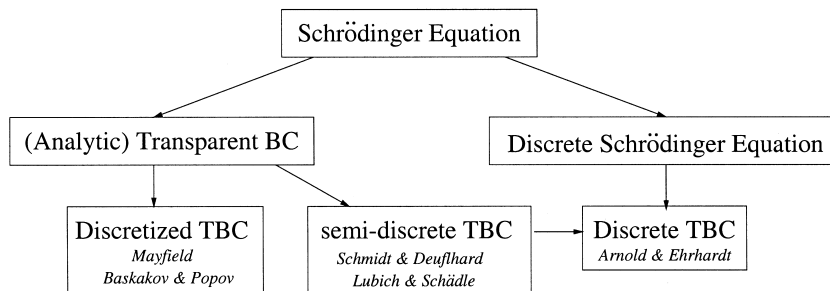 Schrödinger Equation
(Analytic) Transparent BC
Discrete Schrödinger Equation
Discretized TBC
Mayfield
Baskakov & Popov
semi-discrete TBC
Schmidt & Deuflhard
Lubich & Schädle
Discrete TBC
Arnold & Ehrhardt